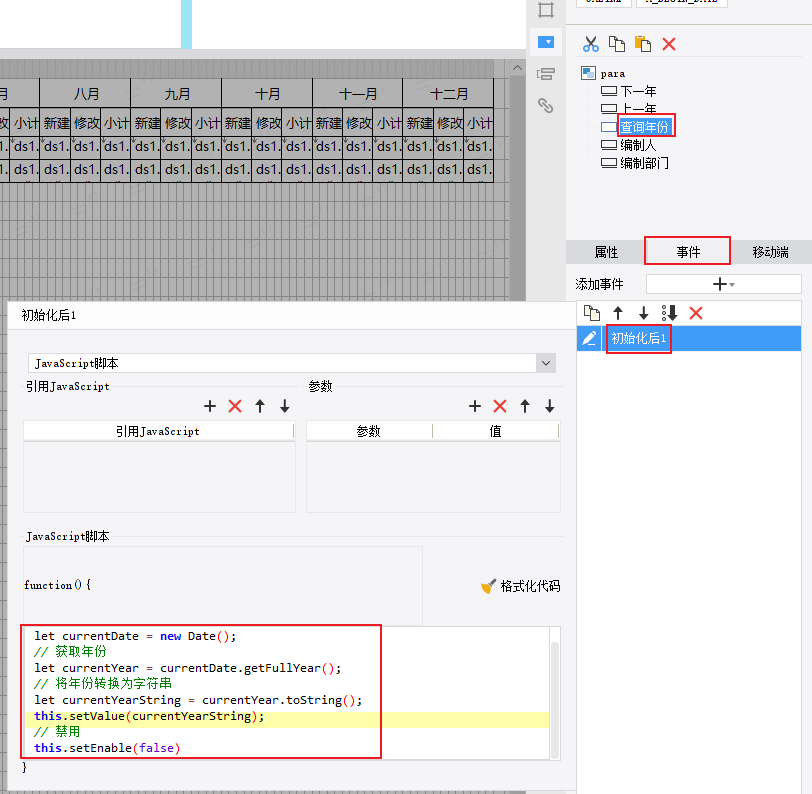 para
下一年
上一年
查询年份
编制人
编制部门
月 八月 九月 十月 十一月 十二月
改 小计 新建 修改 小计 新建 修改 小计 新建 修改 小计 新建 修改 小计 新建 修改 小计
1. ds1. ds1. ds1. ds1. ds1. ds1. ds1. ds1. ds1. ds1. ds1. ds1. ds1. ds1. ds1. ds1.
1. ds1. ds1. ds1. ds1. ds1. ds1. ds1. ds1. ds1. ds1. ds1. ds1. ds1. ds1. ds1. ds1.
属性 事件 移动端
添加事件
初始化后1
初始化后1
JavaScript脚本
引用JavaScript 参数
引用JavaScript 参数 值
JavaScript脚本
function(){ 格式化代码
let currentDate = new Date();
// 获取年份
let currentYear = currentDate.getFullYear();
// 将年份转换为字符串
let currentYearString = currentYear.toString();
this.setValue(currentYearString);
// 禁用
this.setEnable(false)
}